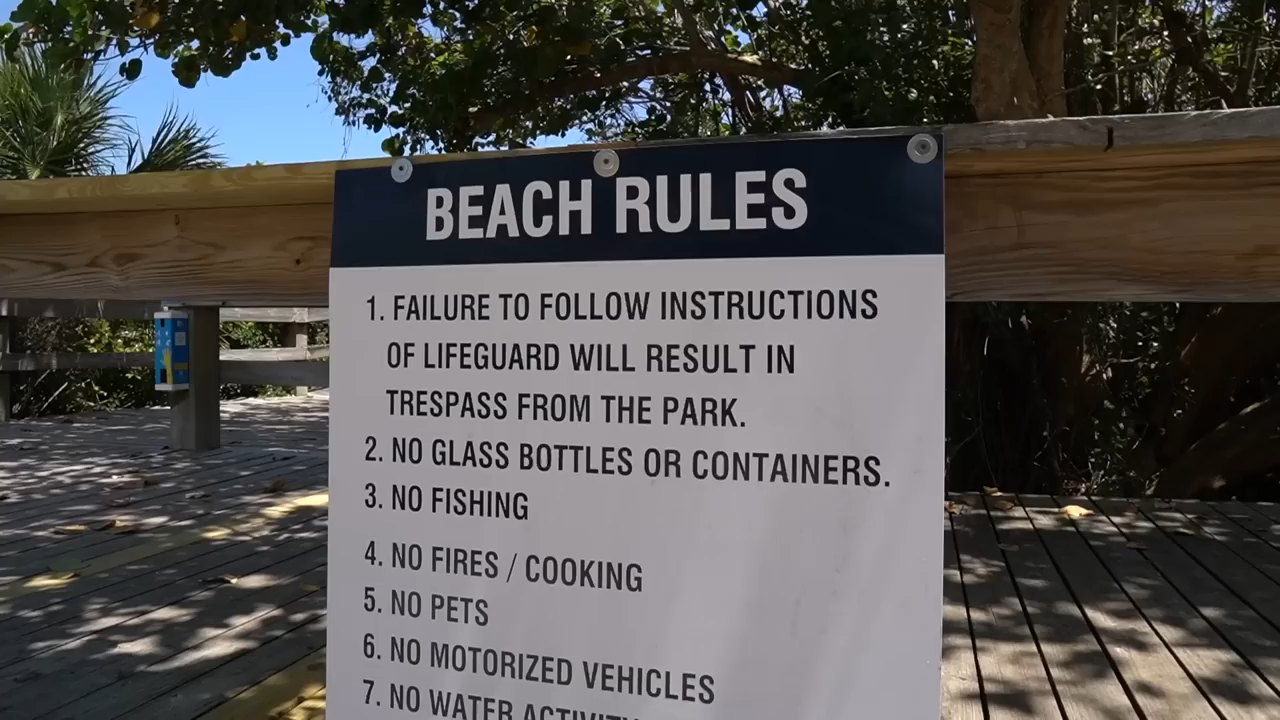 BEACH RULES
1. FAILURE TO FOLLOW INSTRUCTIONS
OF LIFEGUARD WILL RESULT IN
TRESPASS FROM THE PARK.
2. NO GLASS BOTTLES OR CONTAINERS.
3. NO FISHING
4. NO FIRES / COOKING
5. NO PETS
6. NO MOTORIZED VEHICLES
7. NO WATER ACTIVITY